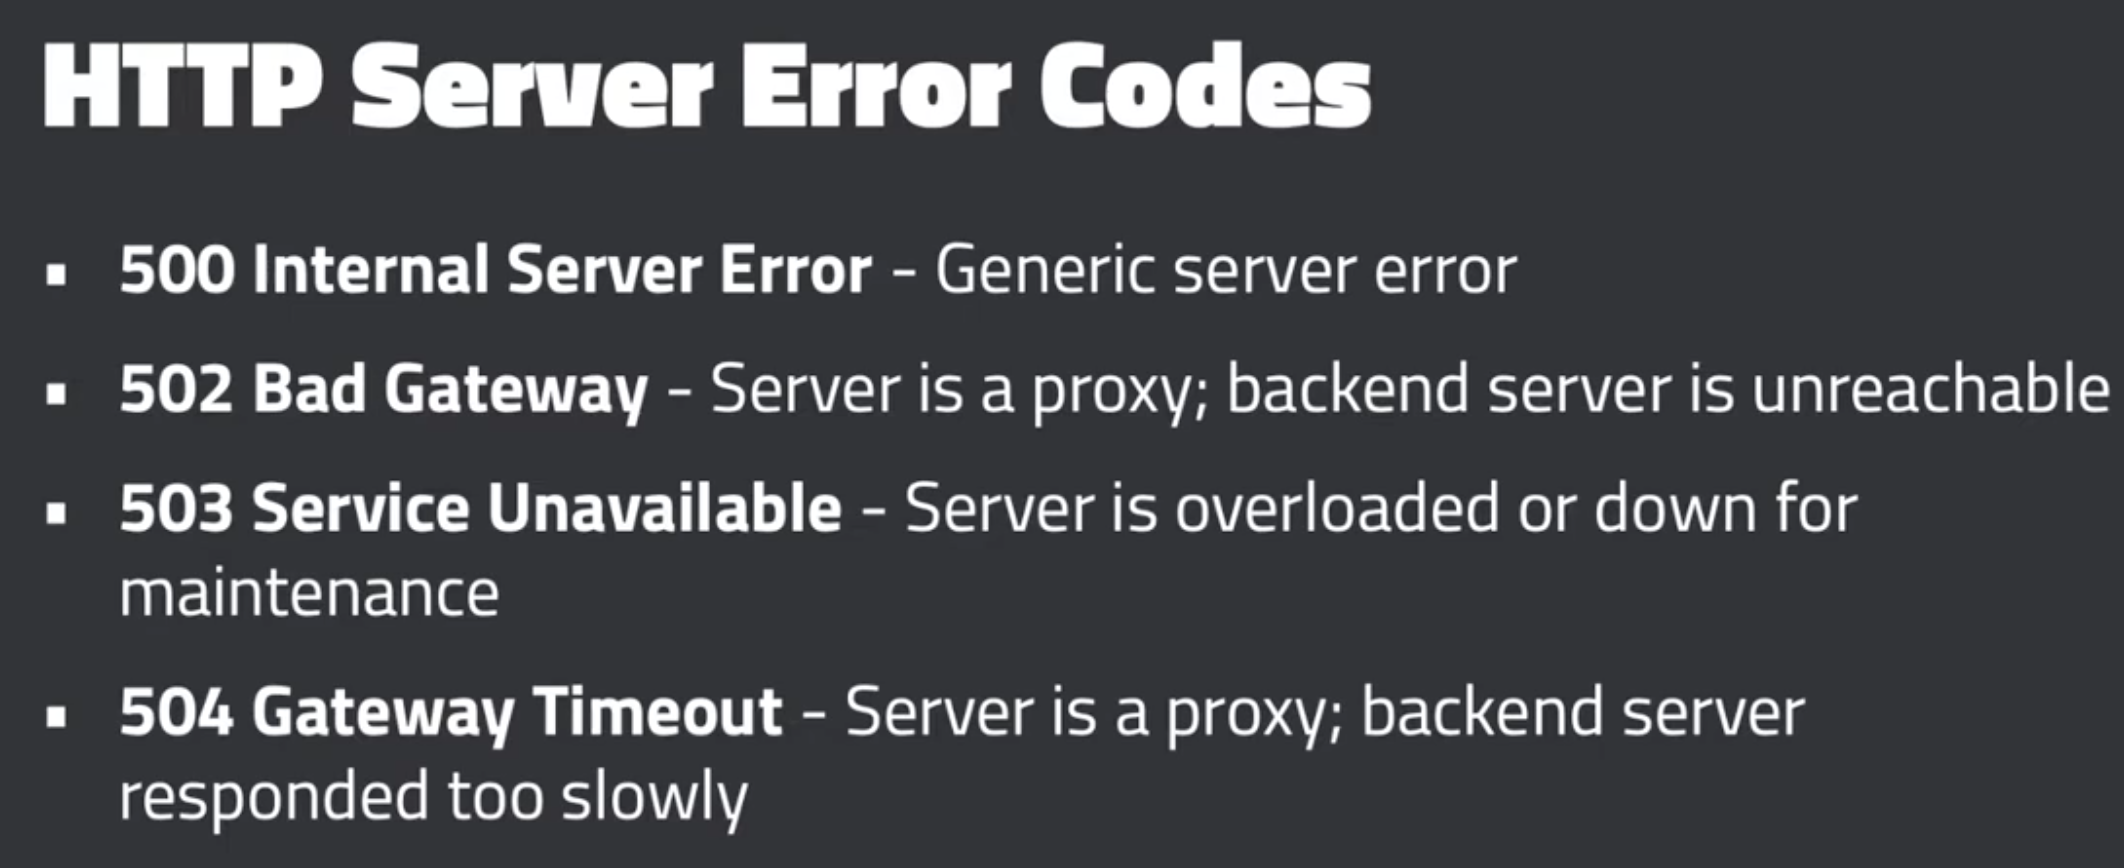 HTTP Server Error Codes
▪ 500 Internal Server Error - Generic server error
▪ 502 Bad Gateway - Server is a proxy; backend server is unreachable
▪ 503 Service Unavailable - Server is overloaded or down for
maintenance
▪ 504 Gateway Timeout - Server is a proxy; backend server
responded too slowly